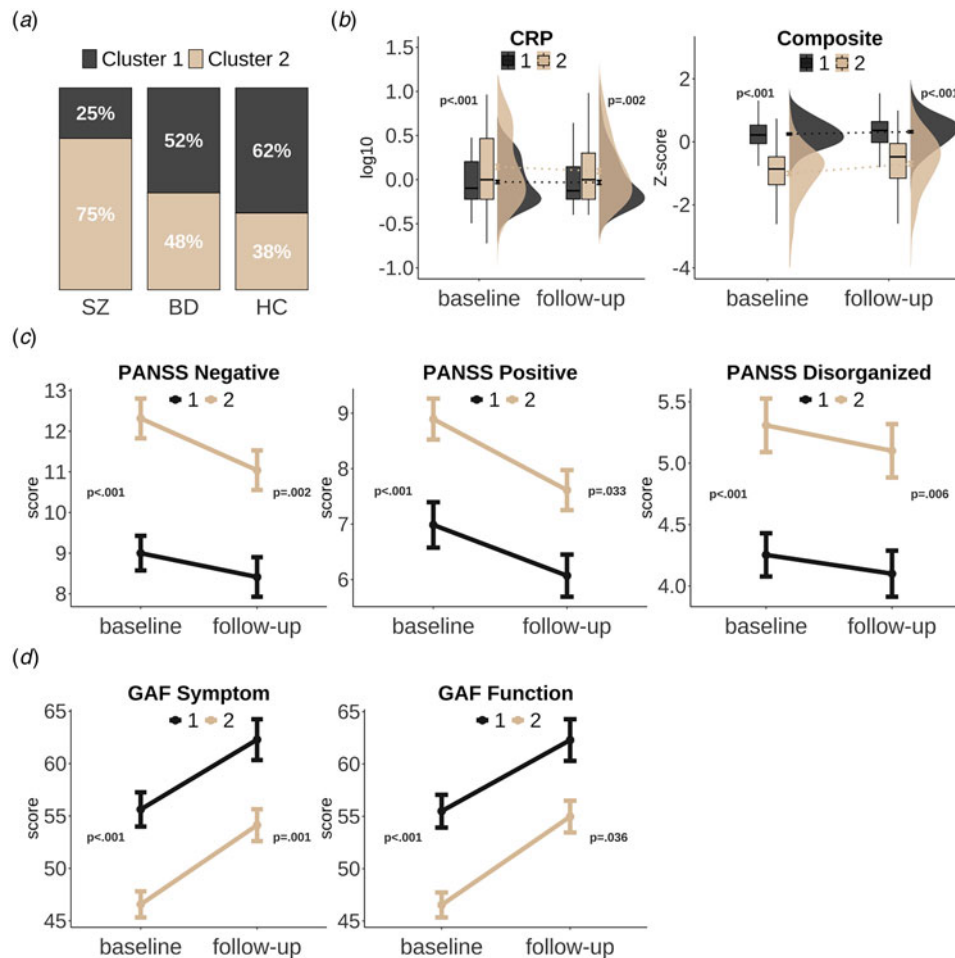 (a)
Cluster 1 Cluster 2
25%
75%
52%
48%
62%
38%
SZ BD HC
(b)
CRP
1 2
p<.001 p=.002
log10
1.5
1.0
0.5
0.0
-0.5
-1.0
baseline follow-up
Composite
1 2
p<.001 p<.001
Z-score
2
0
-2
-4
baseline follow-up
(c)
PANSS Negative
1 2
p<.001 p=.002
score
13
12
11
10
9
8
baseline follow-up
PANSS Positive
1 2
p<.001 p=.033
score
9
8
7
6
baseline follow-up
PANSS Disorganized
1 2
p<.001 p=.006
score
5.5
5.0
4.5
4.0
baseline follow-up
(d)
GAF Symptom
1 2
p<.001 p=.001
score
65
60
55
50
45
baseline follow-up
GAF Function
1 2
p<.001 p=.036
score
65
60
55
50
45
baseline follow-up